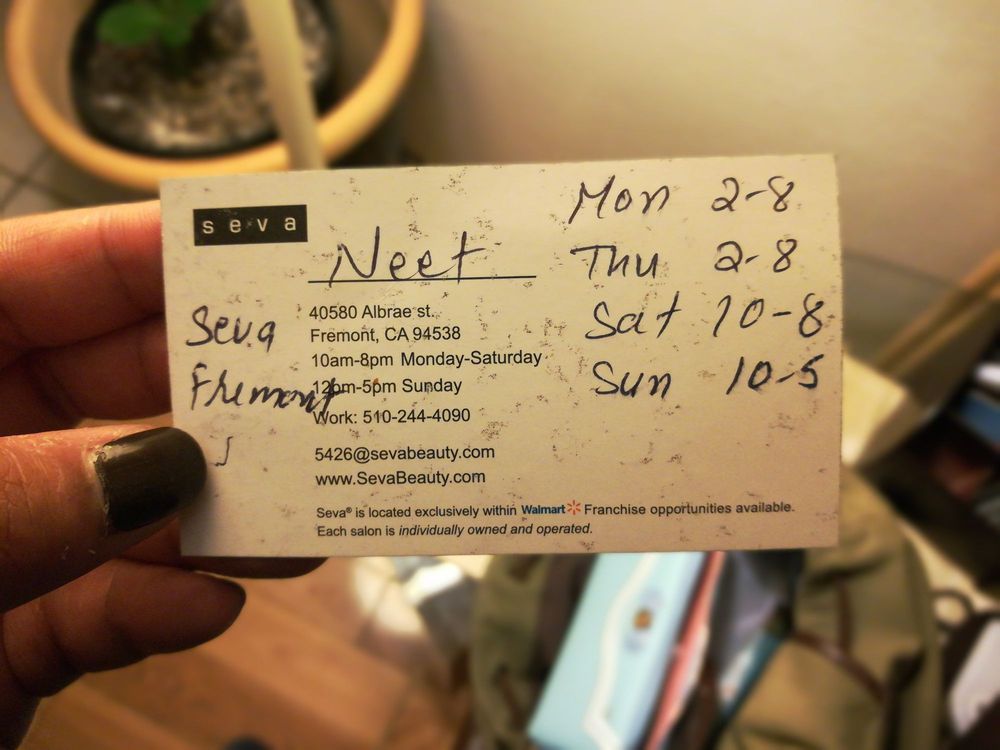 seva
Neet
40580 Albrae st.
Fremont, CA 94538
10am-8pm Monday-Saturday
12pm-5pm Sunday
Work: 510-244-4090
5426@sevabeauty.com
www.SevaBeauty.com
Seva® is located exclusively within Walmart Franchise opportunities available.
Each salon is individually owned and operated.
Seva
Fremont
Mon 2-8
Thu 2-8
Sat 10-8
Sun 10-5